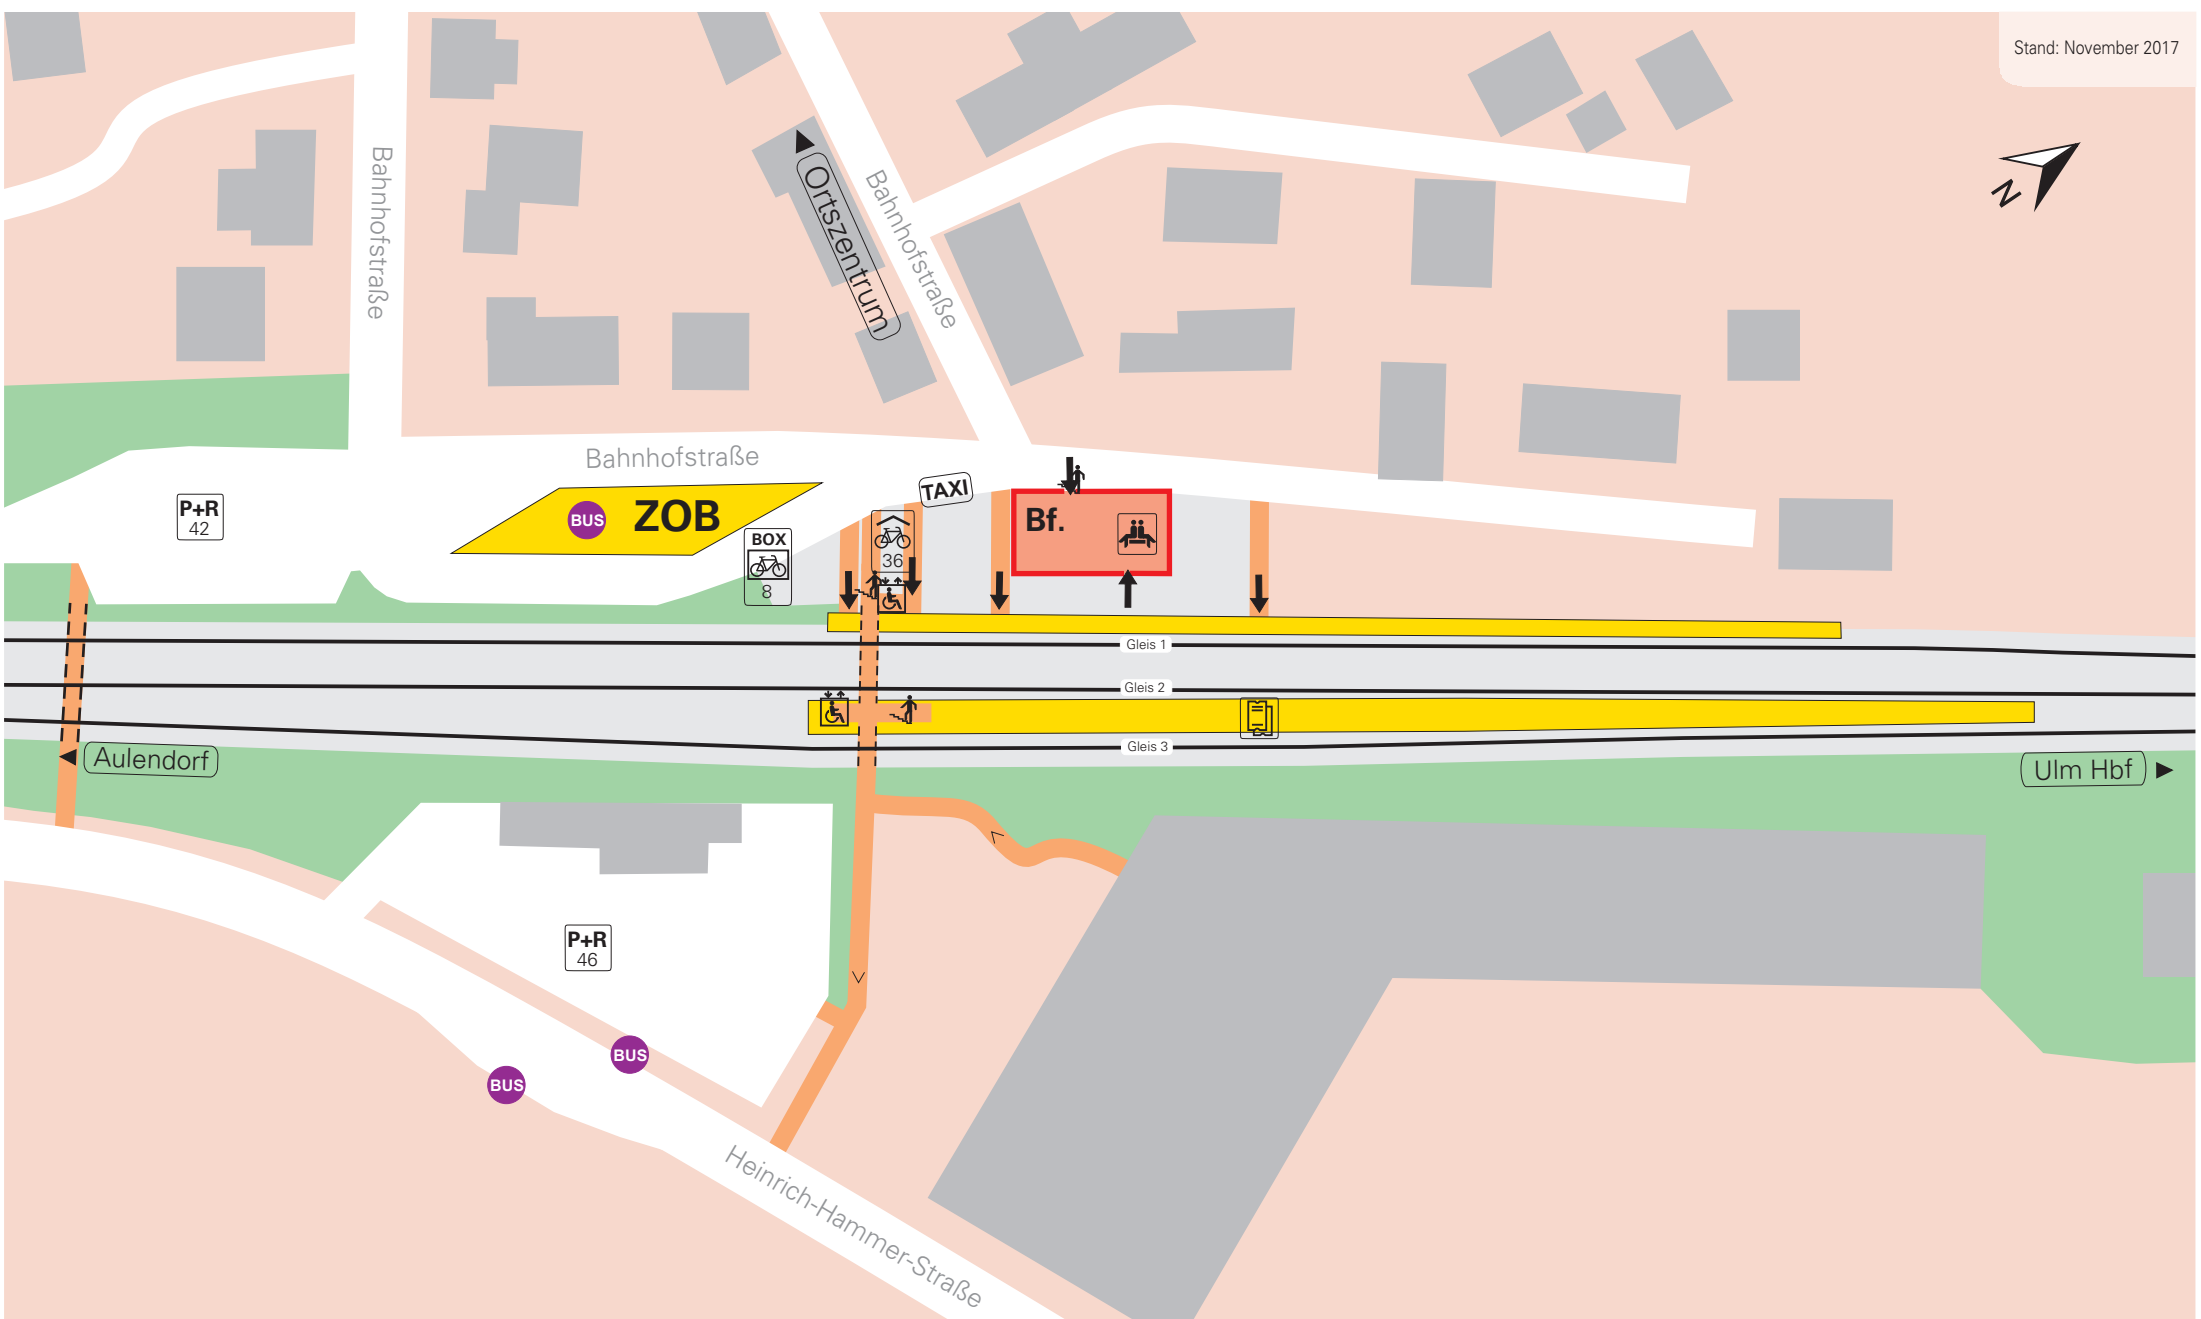 Stand: November 2017
N
Bahnhofstraße
Ortszentrum
Bahnhofstraße
Bahnhofstraße
P+R
42
BUS
ZOB
TAXI
BOX
8
36
Bf.
Gleis 1
Gleis 2
Gleis 3
Aulendorf
Ulm Hbf
P+R
46
BUS
BUS
Heinrich-Hammer-Straße